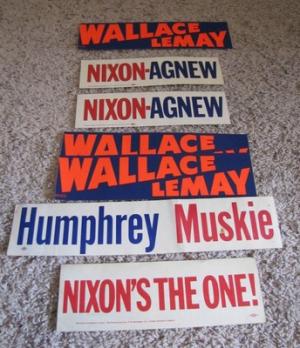 WALLACE
LEMAY
NIXON-AGNEW
NIXON-AGNEW
WALLACE...
WALLACE
LEMAY
Humphrey Muskie
NIXON'S THE ONE!